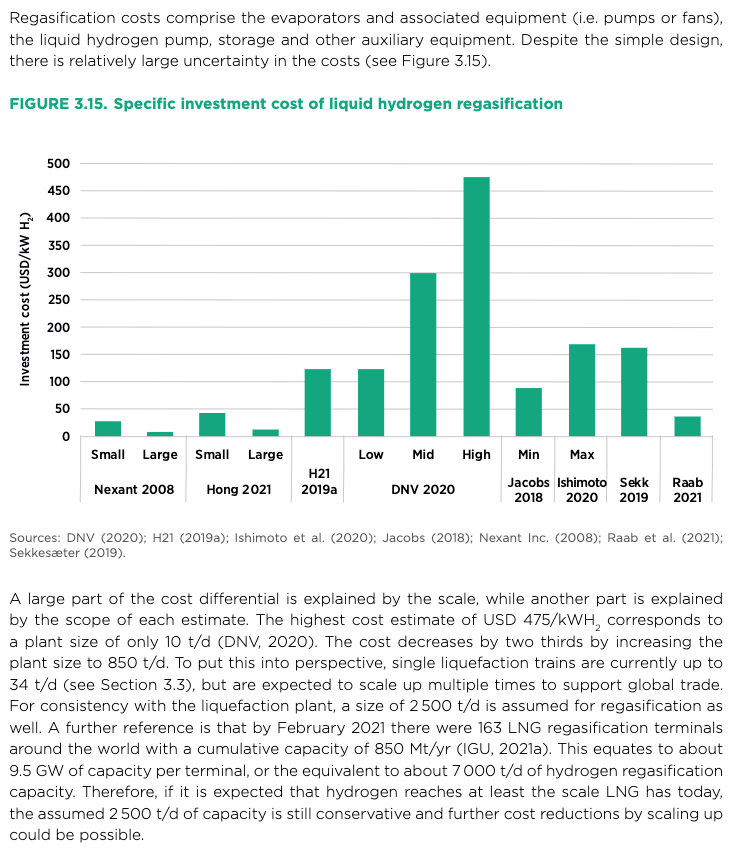 Regasification costs comprise the evaporators and associated equipment (i.e. pumps or fans),
the liquid hydrogen pump, storage and other auxiliary equipment. Despite the simple design,
there is relatively large uncertainty in the costs (see Figure 3.15).
FIGURE 3.15. Specific investment cost of liquid hydrogen regasification
Investment cost (USD/kW H₂)
500
450
400
350
300
250
200
150
100
50
0
Small Large Small Large Low Mid High Min Max
Nexant 2008 Hong 2021 H21 2019a DNV 2020 Jacobs 2018 Ishimoto 2020 Sekk 2019 Raab 2021
Sources: DNV (2020); H21 (2019a); Ishimoto et al. (2020); Jacobs (2018); Nexant Inc. (2008); Raab et al. (2021);
Sekkesæter (2019).
A large part of the cost differential is explained by the scale, while another part is explained
by the scope of each estimate. The highest cost estimate of USD 475/kWH₂ corresponds to
a plant size of only 10 t/d (DNV, 2020). The cost decreases by two thirds by increasing the
plant size to 850 t/d. To put this into perspective, single liquefaction trains are currently up to
34 t/d (see Section 3.3), but are expected to scale up multiple times to support global trade.
For consistency with the liquefaction plant, a size of 2 500 t/d is assumed for regasification as
well. A further reference is that by February 2021 there were 163 LNG regasification terminals
around the world with a cumulative capacity of 850 Mt/yr (IGU, 2021a). This equates to about
9.5 GW of capacity per terminal, or the equivalent to about 7 000 t/d of hydrogen regasification
capacity. Therefore, if it is expected that hydrogen reaches at least the scale LNG has today,
the assumed 2 500 t/d of capacity is still conservative and further cost reductions by scaling up
could be possible.